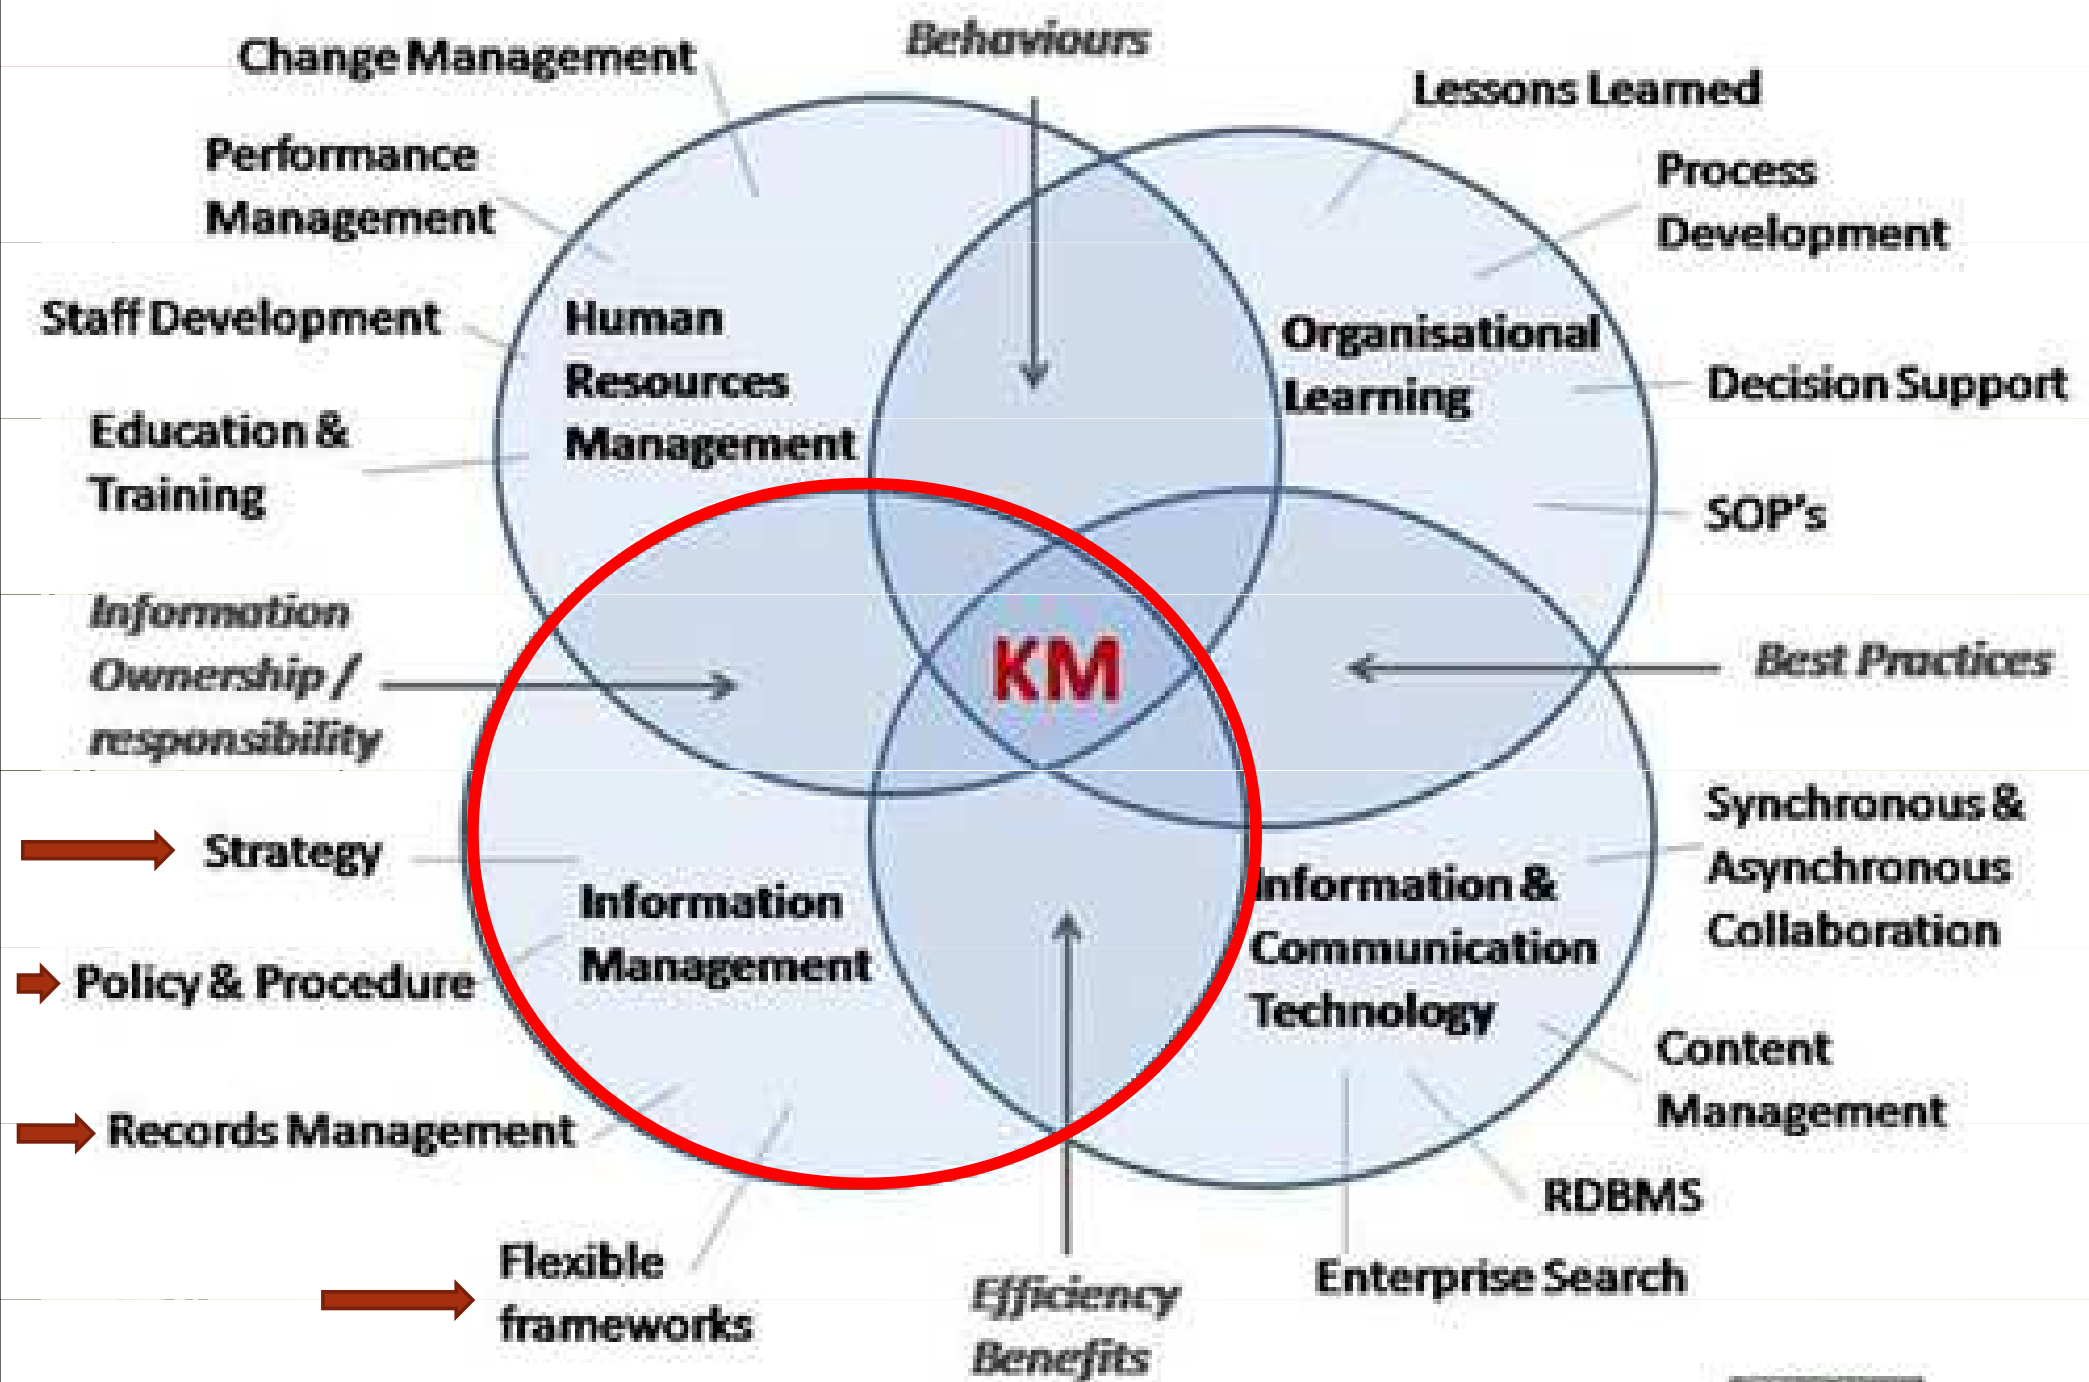 Behaviours
Change Management
Lessons Learned
Performance
Management
Process
Development
Staff Development
Human
Resources
Management
Organisational
Learning
Decision Support
Education &
Training
SOP's
Information
Ownership /
responsibility
KM
Best Practices
Strategy
Information
Management
Information &
Communication
Technology
Synchronous &
Asynchronous
Collaboration
Policy & Procedure
Content
Management
Records Management
RDBMS
Flexible
frameworks
Efficiency
Benefits
Enterprise Search